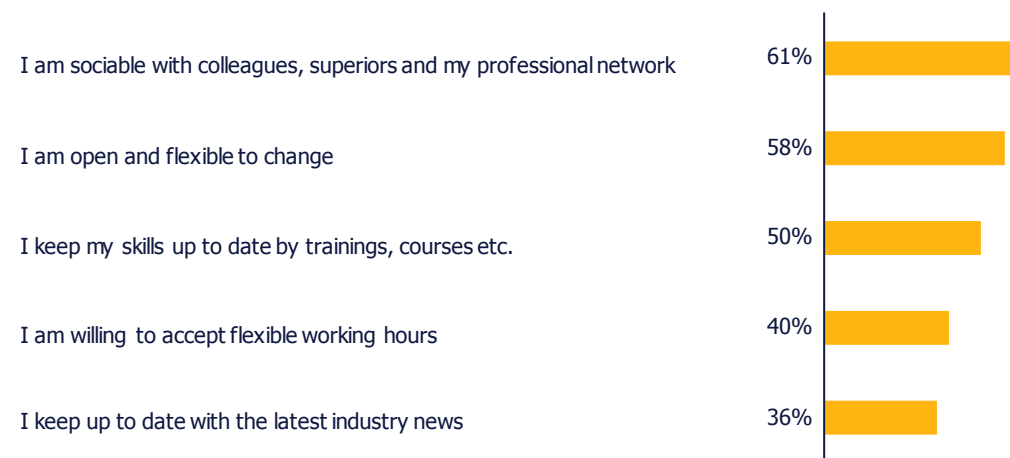 I am sociable with colleagues, superiors and my professional network 61%
I am open and flexible to change 58%
I keep my skills up to date by trainings, courses etc. 50%
I am willing to accept flexible working hours 40%
I keep up to date with the latest industry news 36%